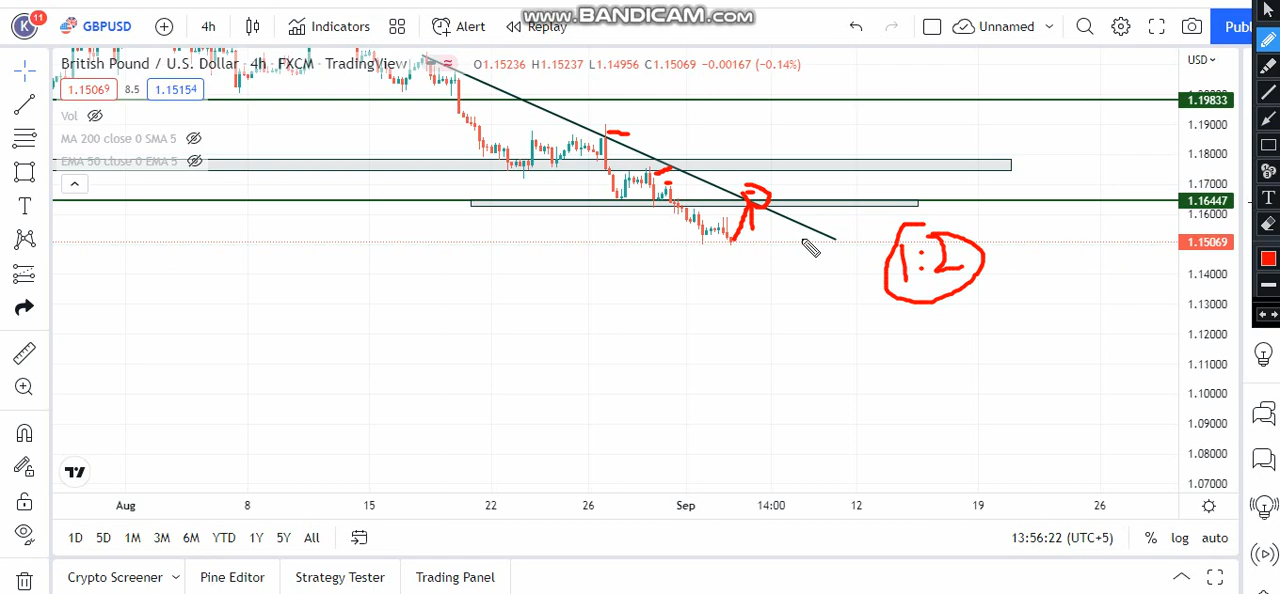 www.BANDICAM.com
K 11 GBPUSD 4h Indicators Alert Replay Unnamed Publ
British Pound / U.S. Dollar · 4h · FXCM · TradingView O1.15236 H1.15237 L1.14956 C1.15069 −0.00167 (−0.14%)
USD
1.15069 8.5 1.15154
Vol
MA 200 close 0 SMA 5
EMA 50 close 0 EMA 5
1.19833
1.19000
1.18000
1.17000
1.16447
1.16000
1.15069
1:2
1.14000
1.13000
1.12000
1.11000
1.10000
1.09000
1.08000
1.07000
Aug 8 15 22 26 Sep 14:00 12 19 26
1D 5D 1M 3M 6M YTD 1Y 5Y All 13:56:22 (UTC+5) % log auto
Crypto Screener Pine Editor Strategy Tester Trading Panel